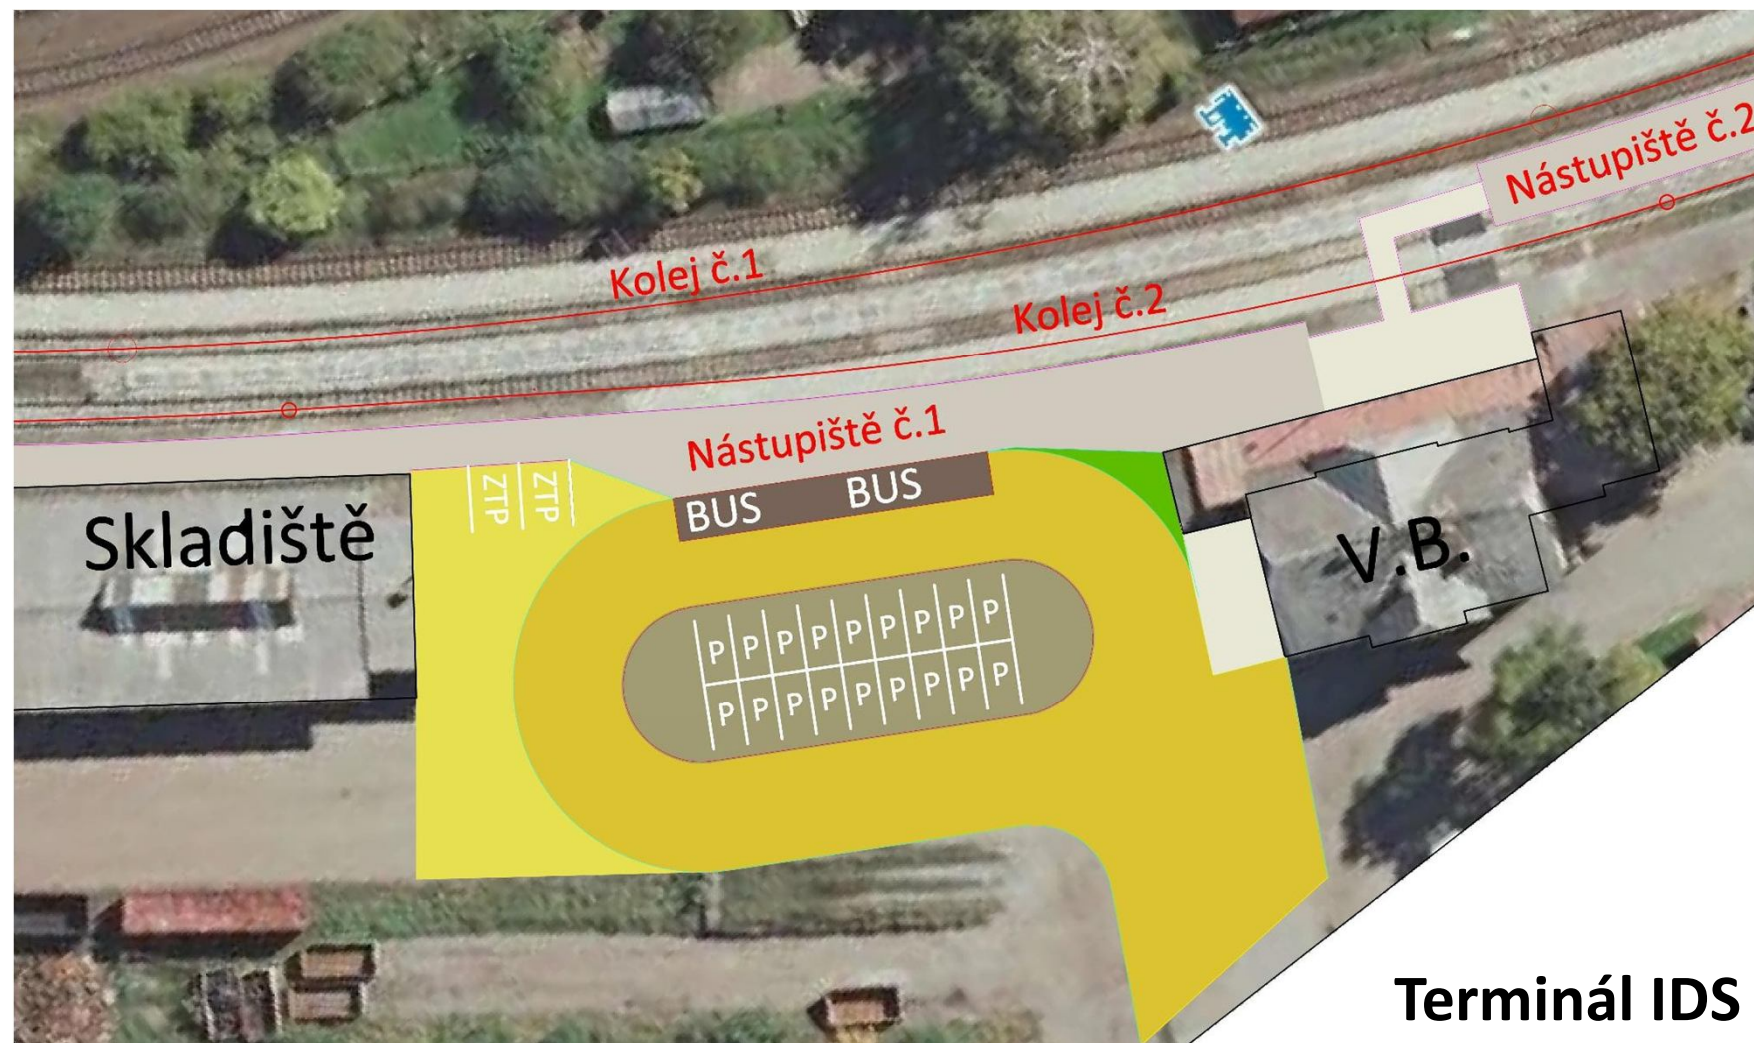 Nástupiště č.2
Kolej č.1
Kolej č.2
Nástupiště č.1
ZTP ZTP
BUS BUS
Skladiště
V.B.
P P P P P P P P P
P P P P P P P P P
Terminál IDS